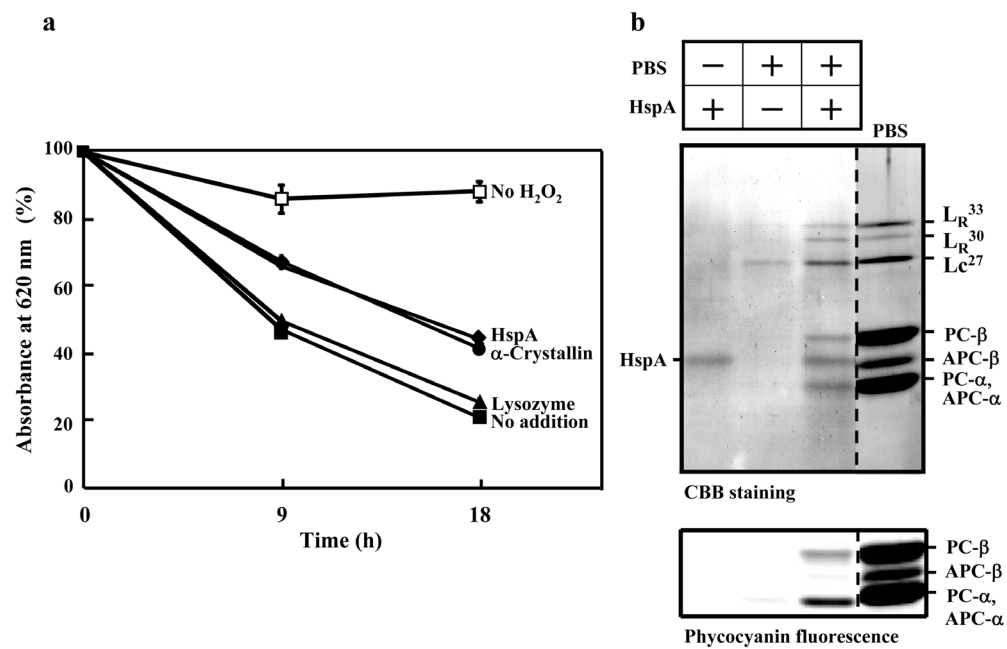 a
Absorbance at 620 nm (%)
100
80
60
40
20
0
0 9 18
Time (h)
No H₂O₂
HspA
α-Crystallin
Lysozyme
No addition
b
PBS − + +
HspA + − +
PBS
L_R³³
L_R³⁰
Lc²⁷
PC-β
HspA
APC-β
PC-α,
APC-α
CBB staining
PC-β
APC-β
PC-α,
APC-α
Phycocyanin fluorescence